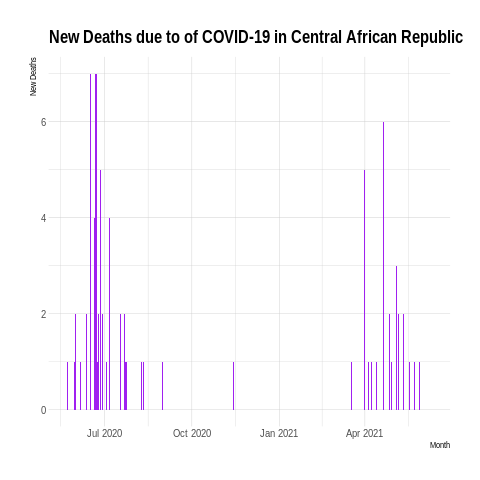 New Deaths due to of COVID-19 in Central African Republic
New Deaths
6
4
2
0
Jul 2020 Oct 2020 Jan 2021 Apr 2021
Month